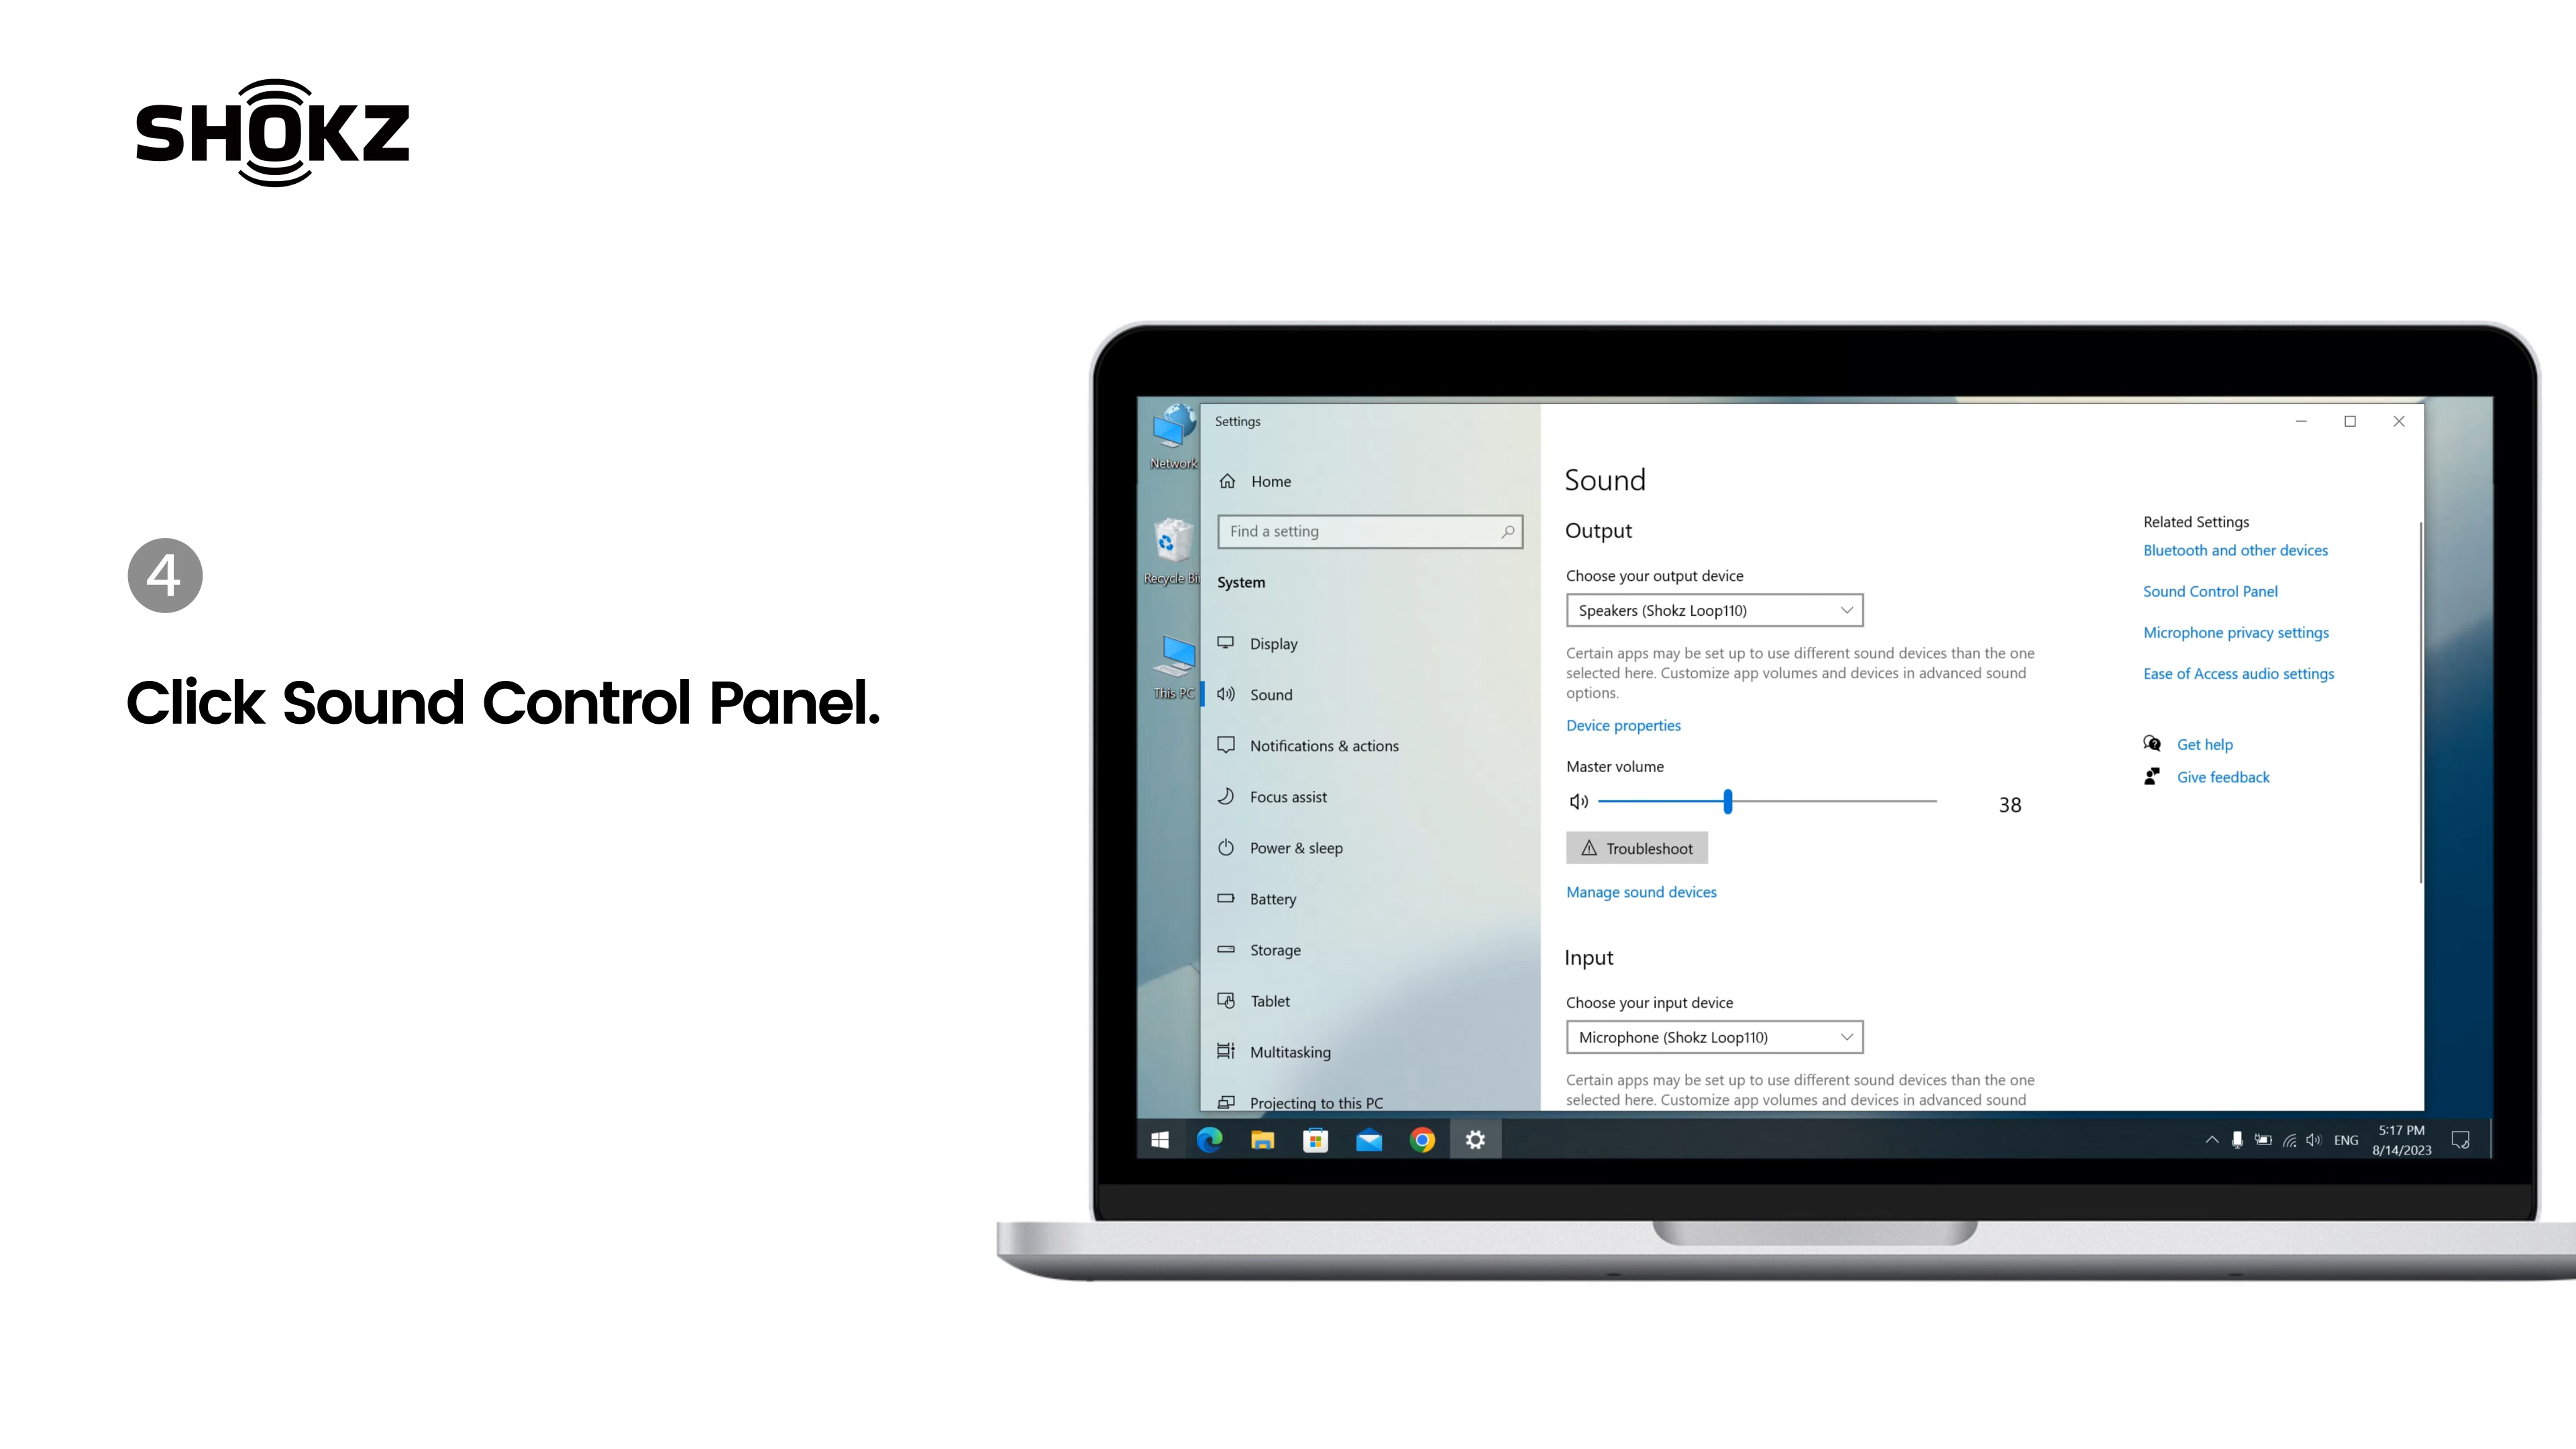 SHOKZ
4
Click Sound Control Panel.
Network
Recycle Bi
This PC
Settings
Home
Find a setting
System
Display
Sound
Notifications & actions
Focus assist
Power & sleep
Battery
Storage
Tablet
Multitasking
Projecting to this PC
Sound
Output
Choose your output device
Speakers (Shokz Loop110)
Certain apps may be set up to use different sound devices than the one
selected here. Customize app volumes and devices in advanced sound
options.
Device properties
Master volume
38
Troubleshoot
Manage sound devices
Input
Choose your input device
Microphone (Shokz Loop110)
Certain apps may be set up to use different sound devices than the one
selected here. Customize app volumes and devices in advanced sound
Related Settings
Bluetooth and other devices
Sound Control Panel
Microphone privacy settings
Ease of Access audio settings
Get help
Give feedback
ENG
5:17 PM
8/14/2023